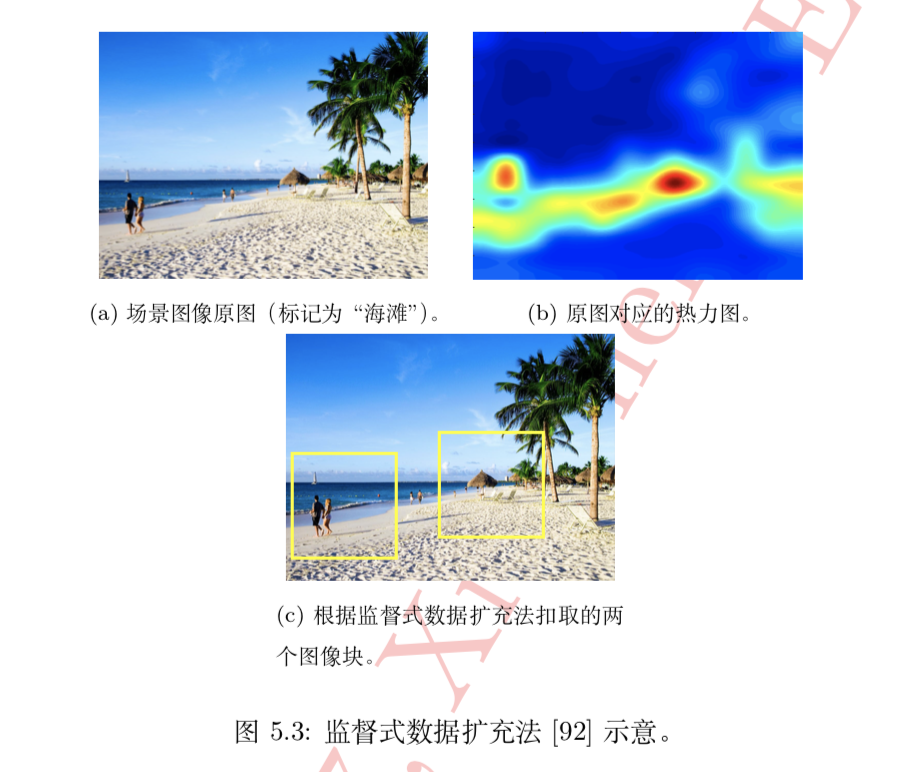 (a) 场景图像原图（标记为“海滩”）。
(b) 原图对应的热力图。
(c) 根据监督式数据扩充法扣取的两
个图像块。
图 5.3: 监督式数据扩充法 [92] 示意。